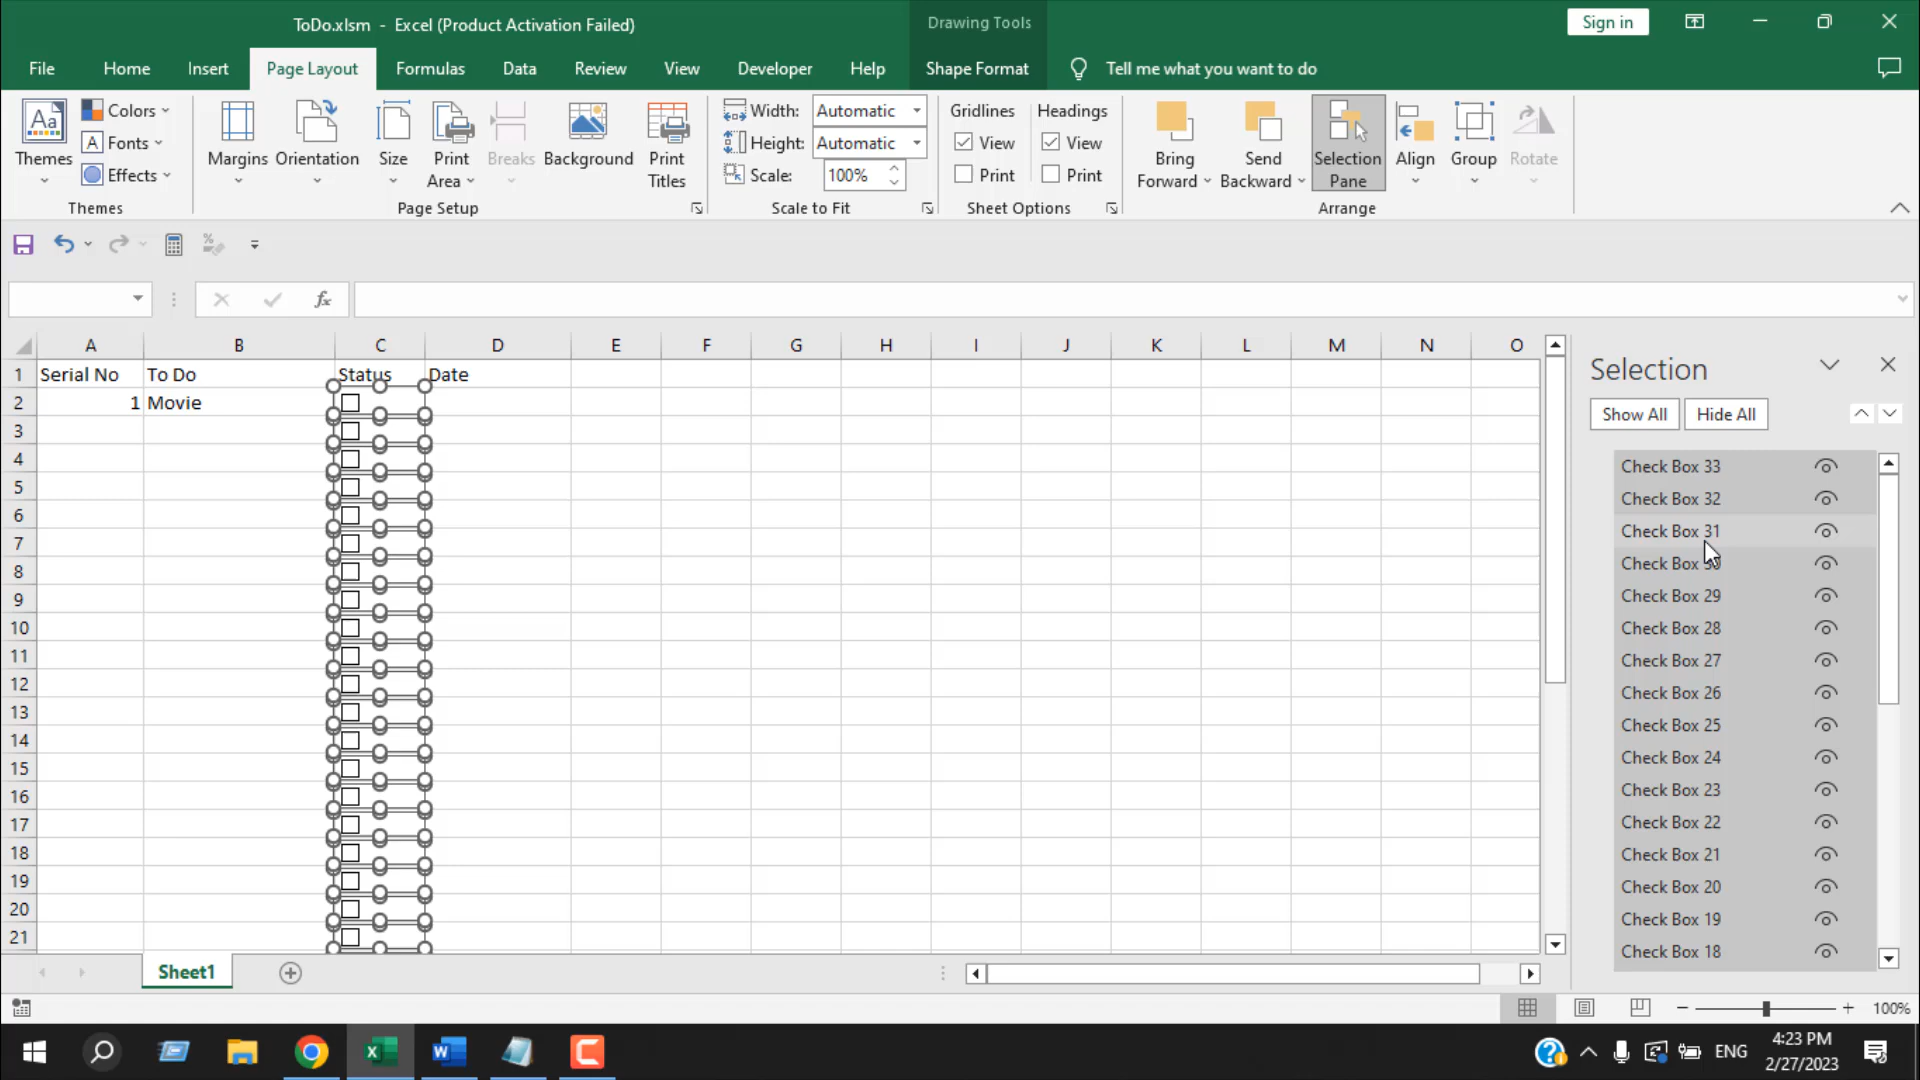 ToDo.xlsm - Excel (Product Activation Failed)
Drawing Tools
Sign in
File Home Insert Page Layout Formulas Data Review View Developer Help Shape Format Tell me what you want to do
Aa
Themes
Colors
A Fonts
Effects
Themes
Margins
Orientation
Size
Print Area
Breaks
Background
Print Titles
Page Setup
Width: Automatic
Height: Automatic
Scale: 100%
Scale to Fit
Gridlines
View
Print
Headings
View
Print
Sheet Options
Bring Forward
Send Backward
Selection Pane
Align
Group
Rotate
Arrange
fx
A B C D E F G H I J K L M N O
1 Serial No To Do Status Date
2 1 Movie
3
4
5
6
7
8
9
10
11
12
13
14
15
16
17
18
19
20
21
Selection
Show All Hide All
Check Box 33
Check Box 32
Check Box 31
Check Box 30
Check Box 29
Check Box 28
Check Box 27
Check Box 26
Check Box 25
Check Box 24
Check Box 23
Check Box 22
Check Box 21
Check Box 20
Check Box 19
Check Box 18
Sheet1
100%
ENG
4:23 PM
2/27/2023